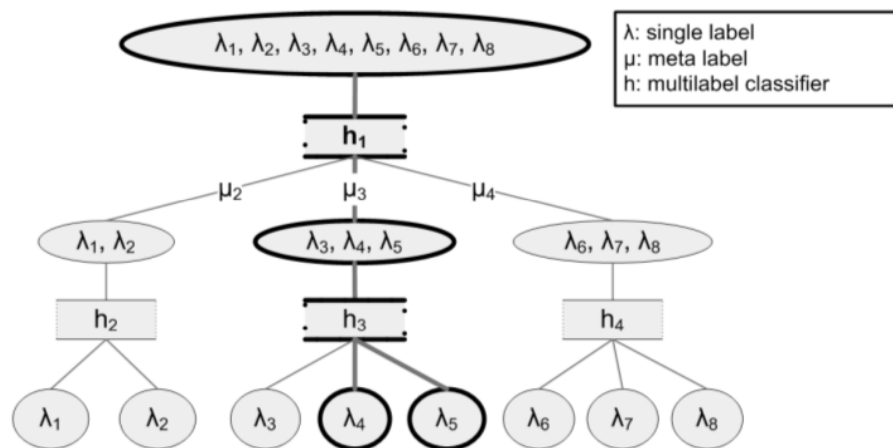 λ₁, λ₂, λ₃, λ₄, λ₅, λ₆, λ₇, λ₈
λ: single label
μ: meta label
h: multilabel classifier
h₁
μ₂ μ₃ μ₄
λ₁, λ₂ λ₃, λ₄, λ₅ λ₆, λ₇, λ₈
h₂ h₃ h₄
λ₁ λ₂ λ₃ λ₄ λ₅ λ₆ λ₇ λ₈